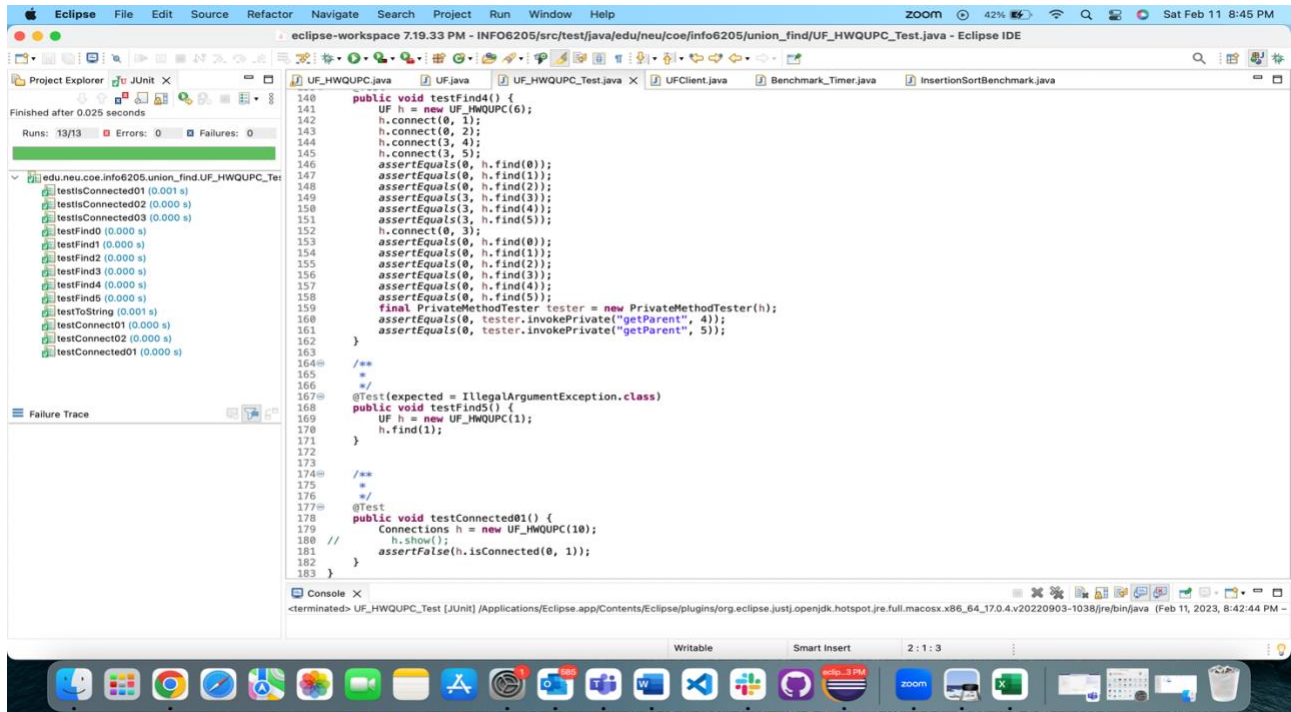 Eclipse File Edit Source Refactor Navigate Search Project Run Window Help zoom 42% Sat Feb 11 8:45 PM
eclipse-workspace 7.19.33 PM - INFO6205/src/test/java/edu/neu/coe/info6205/union_find/UF_HWQUPC_Test.java - Eclipse IDE
Project Explorer JUnit
UF_HWQUPC.java UF.java UF_HWQUPC_Test.java UFClient.java Benchmark_Timer.java InsertionSortBenchmark.java
Finished after 0.025 seconds
Runs: 13/13 Errors: 0 Failures: 0
edu.neu.coe.info6205.union_find.UF_HWQUPC_Tes
testIsConnected01 (0.001 s)
testIsConnected02 (0.000 s)
testIsConnected03 (0.000 s)
testFind0 (0.000 s)
testFind1 (0.000 s)
testFind2 (0.000 s)
testFind3 (0.000 s)
testFind4 (0.000 s)
testFind5 (0.000 s)
testToString (0.001 s)
testConnect01 (0.000 s)
testConnect02 (0.000 s)
testConnected01 (0.000 s)
Failure Trace
140 public void testFind4() {
141 UF h = new UF_HWQUPC(6);
142 h.connect(0, 1);
143 h.connect(0, 2);
144 h.connect(3, 4);
145 h.connect(3, 5);
146 assertEquals(0, h.find(0));
147 assertEquals(0, h.find(1));
148 assertEquals(0, h.find(2));
149 assertEquals(3, h.find(3));
150 assertEquals(3, h.find(4));
151 assertEquals(3, h.find(5));
152 h.connect(0, 3);
153 assertEquals(0, h.find(0));
154 assertEquals(0, h.find(1));
155 assertEquals(0, h.find(2));
156 assertEquals(0, h.find(3));
157 assertEquals(0, h.find(4));
158 assertEquals(0, h.find(5));
159 final PrivateMethodTester tester = new PrivateMethodTester(h);
160 assertEquals(0, tester.invokePrivate("getParent", 4));
161 assertEquals(0, tester.invokePrivate("getParent", 5));
162 }
163
164 /**
165 *
166 */
167 @Test(expected = IllegalArgumentException.class)
168 public void testFind5() {
169 UF h = new UF_HWQUPC(1);
170 h.find(1);
171 }
172
173
174 /**
175 *
176 */
177 @Test
178 public void testConnected01() {
179 Connections h = new UF_HWQUPC(10);
180 // h.show();
181 assertFalse(h.isConnected(0, 1));
182 }
183 }
Console
<terminated> UF_HWQUPC_Test [JUnit] /Applications/Eclipse.app/Contents/Eclipse/plugins/org.eclipse.justj.openjdk.hotspot.jre.full.macosx.x86_64_17.0.4.v20220903-1038/jre/bin/java (Feb 11, 2023, 8:42:44 PM –
Writable Smart Insert 2 : 1 : 3
1 585 eclip...3 PM zoom